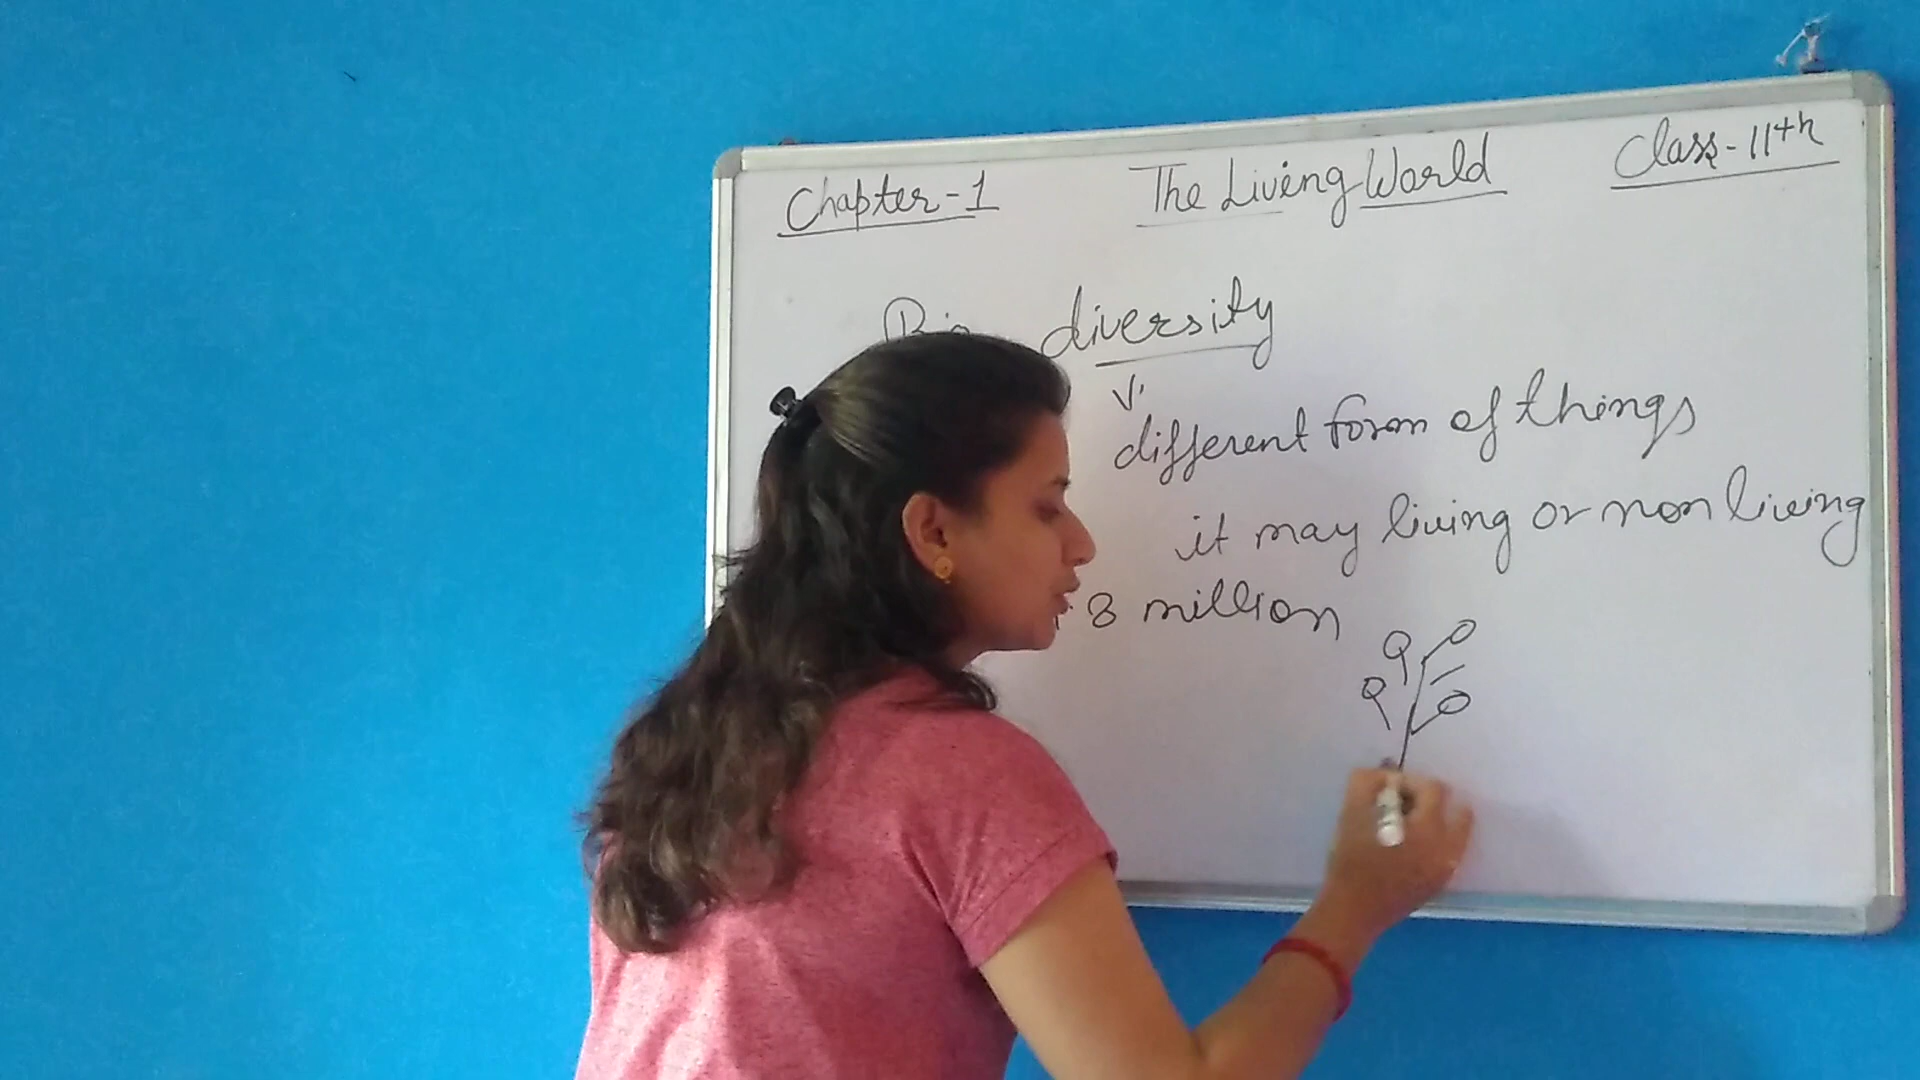 Chapter-1 The Living World Class-11th
diversity
different form of things
it may living or non living
8 million